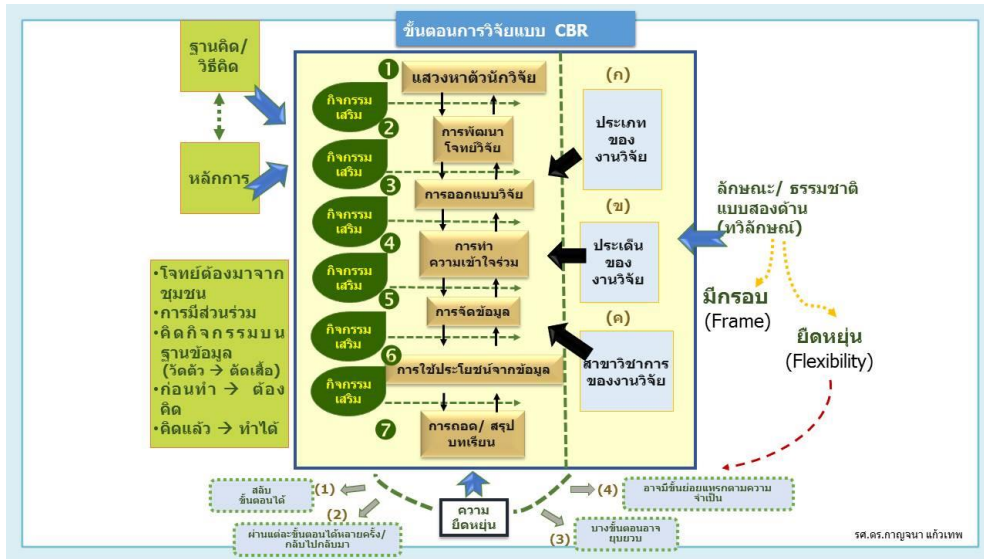 ขั้นตอนการวิจัยแบบ CBR
ฐานคิด/
วิธีคิด
หลักการ
•โจทย์ต้องมาจาก
ชุมชน
•การมีส่วนร่วม
•คิดกิจกรรมบน
ฐานข้อมูล
(วัดตัว → ตัดเสื้อ)
•ก่อนทำ → ต้อง
คิด
•คิดแล้ว → ทำได้
1
แสวงหาตัวนักวิจัย
กิจกรรม
เสริม
2
การพัฒนา
โจทย์วิจัย
กิจกรรม
เสริม
3
การออกแบบวิจัย
กิจกรรม
เสริม
4
การทำ
ความเข้าใจร่วม
กิจกรรม
เสริม
5
การจัดข้อมูล
กิจกรรม
เสริม
6
การใช้ประโยชน์จากข้อมูล
กิจกรรม
เสริม
7
การถอด/ สรุป
บทเรียน
(ก)
ประเภท
ของ
งานวิจัย
(ข)
ประเด็น
ของ
งานวิจัย
(ค)
สาขาวิชาการ
ของงานวิจัย
ลักษณะ/ ธรรมชาติ
แบบสองด้าน
(ทวิลักษณ์)
มีกรอบ
(Frame)
ยืดหยุ่น
(Flexibility)
ความ
ยืดหยุ่น
(1)
สลับ
ขั้นตอนได้
(2)
ผ่านแต่ละขั้นตอนได้หลายครั้ง/
กลับไปกลับมา
(3)
บางขั้นตอนอาจ
ยุบยวบ
(4)
อาจมีขั้นย่อยแทรกตามความ
จำเป็น
รศ.ดร.กาญจนา แก้วเทพ